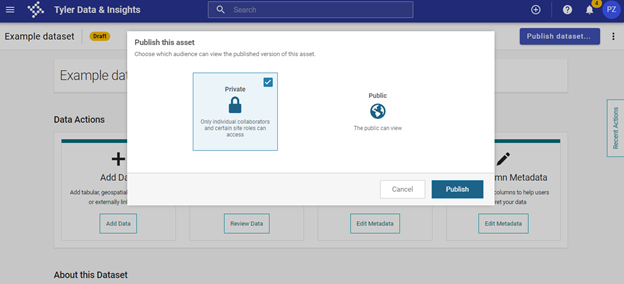 Tyler Data & Insights
Search
4
PZ
Example dataset
Draft
Publish dataset...
Publish this asset
Choose which audience can view the published version of this asset.
Private
Only individual collaborators
and certain site roles can
access
Public
The public can view
Cancel
Publish
Example dat
Data Actions
Recent Actions
Add Da
Add tabular, geospatial
or externally lin
Add Data
Review Data
Edit Metadata
mn Metadata
columns to help users
ret your data
Edit Metadata
About this Dataset